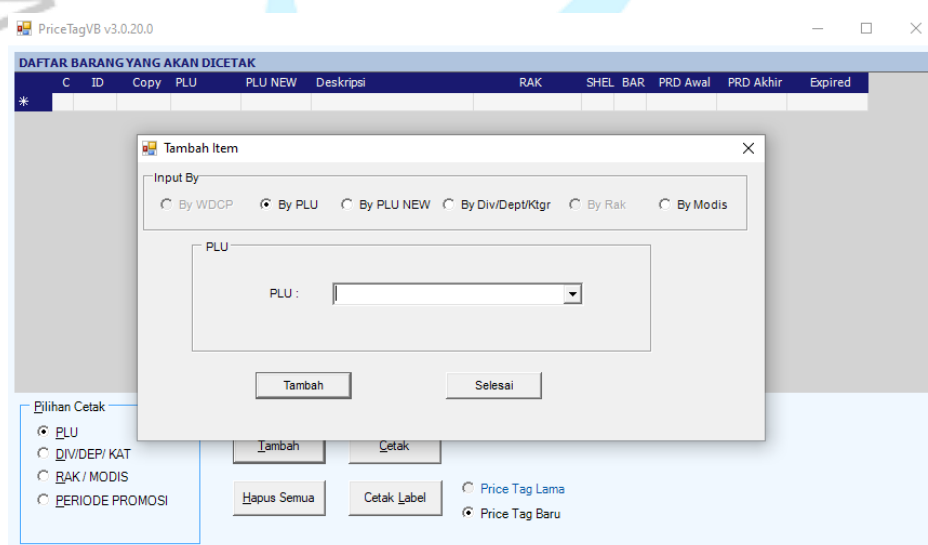 PriceTagVB v3.0.20.0
DAFTAR BARANG YANG AKAN DICETAK
C ID Copy PLU PLU NEW Deskripsi RAK SHEL BAR PRD Awal PRD Akhir Expired
Tambah Item
Input By
By WDCP By PLU By PLU NEW By Div/Dept/Ktgr By Rak By Modis
PLU
PLU :
Tambah Selesai
Pilihan Cetak
PLU
DIV/DEP/ KAT
RAK / MODIS
PERIODE PROMOSI
Tambah Cetak
Hapus Semua Cetak Label
Price Tag Lama
Price Tag Baru